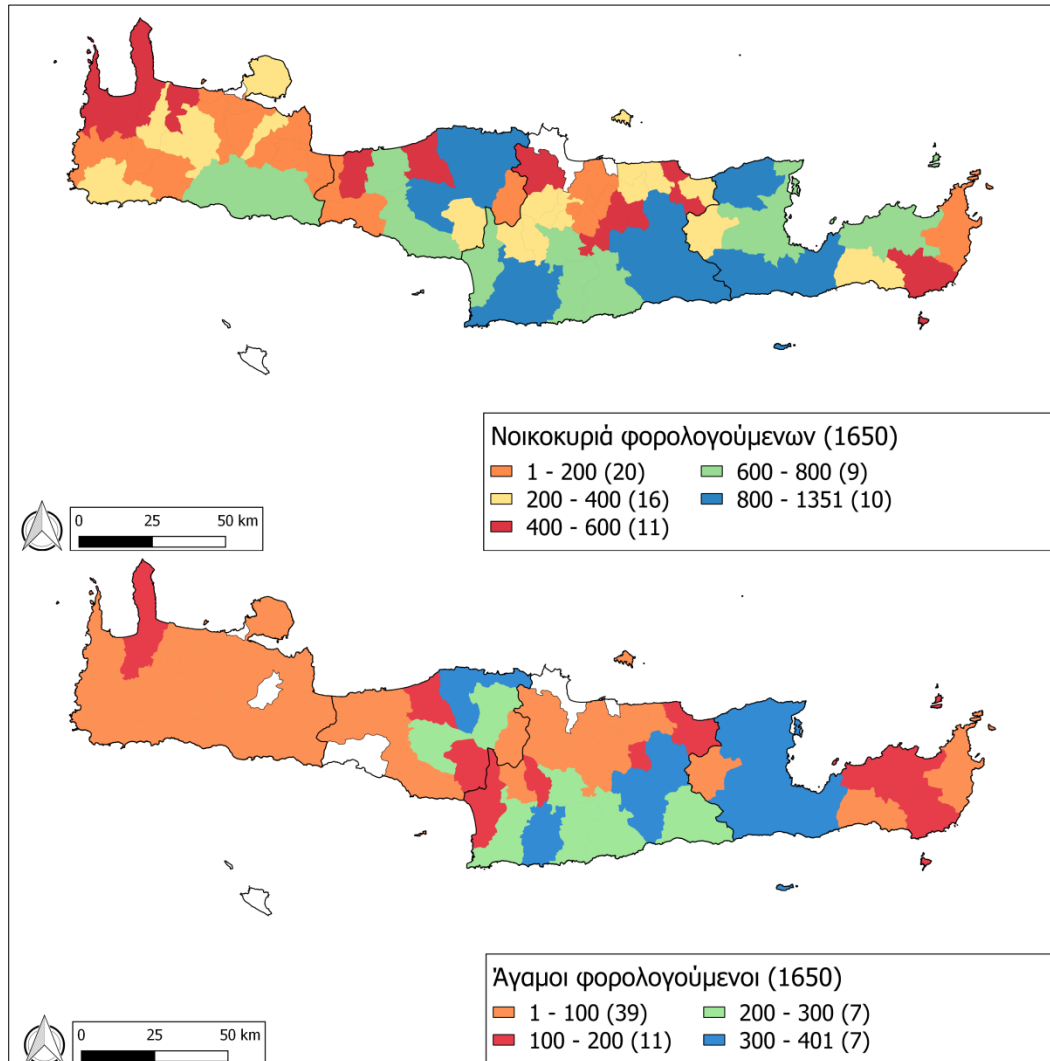 Νοικοκυριά φορολογούμενων (1650)
1 - 200 (20) 600 - 800 (9)
200 - 400 (16) 800 - 1351 (10)
400 - 600 (11)
0 25 50 km
Άγαμοι φορολογούμενοι (1650)
1 - 100 (39) 200 - 300 (7)
100 - 200 (11) 300 - 401 (7)
0 25 50 km